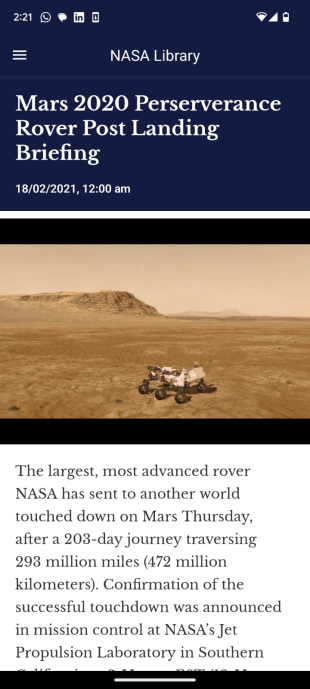 2:21
NASA Library
Mars 2020 Perserverance
Rover Post Landing
Briefing
18/02/2021, 12:00 am
The largest, most advanced rover
NASA has sent to another world
touched down on Mars Thursday,
after a 203-day journey traversing
293 million miles (472 million
kilometers). Confirmation of the
successful touchdown was announced
in mission control at NASA's Jet
Propulsion Laboratory in Southern